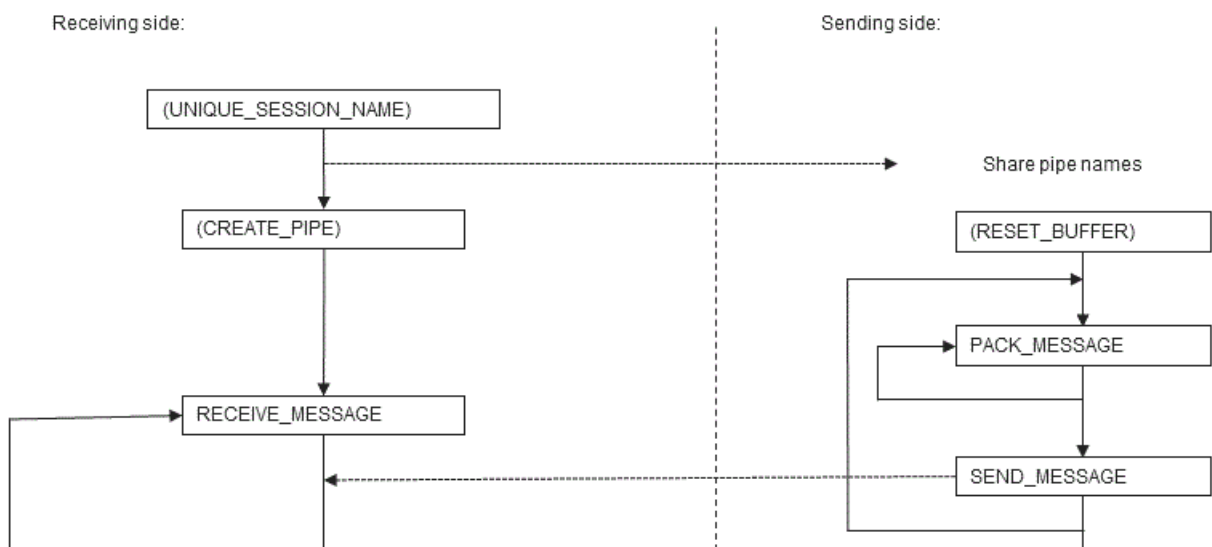 Receiving side:
Sending side:
(UNIQUE_SESSION_NAME)
Share pipe names
(CREATE_PIPE)
(RESET_BUFFER)
PACK_MESSAGE
RECEIVE_MESSAGE
SEND_MESSAGE